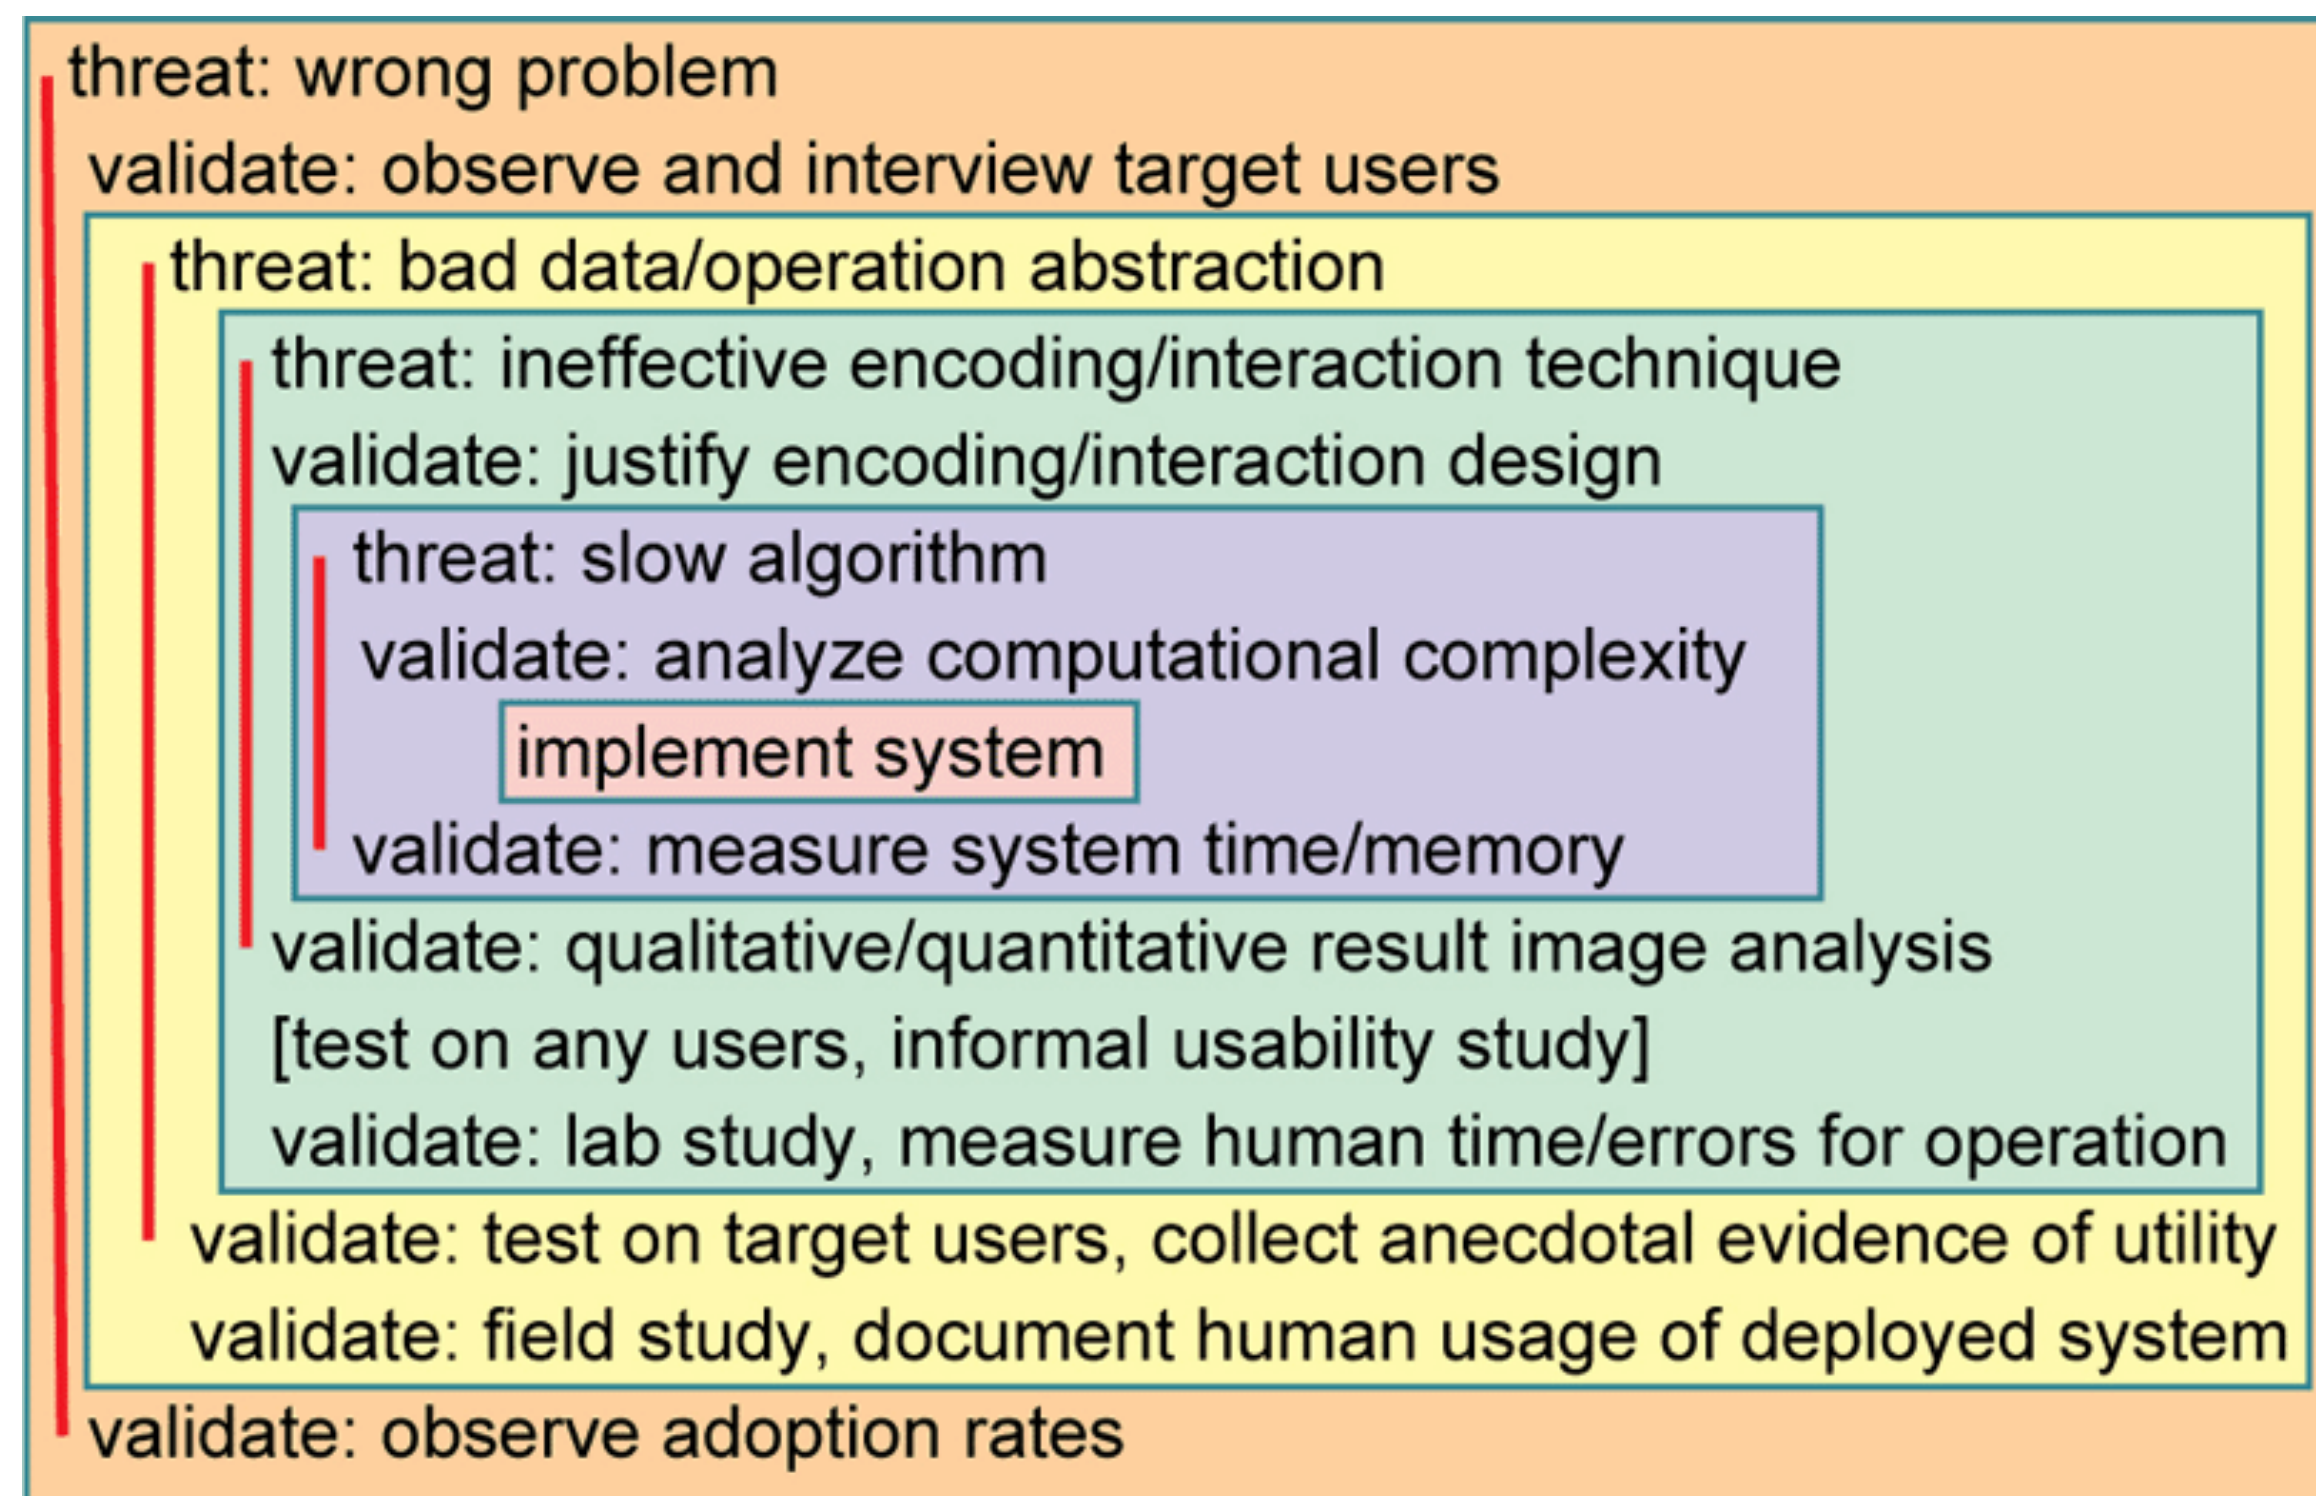 threat: wrong problem
validate: observe and interview target users
threat: bad data/operation abstraction
threat: ineffective encoding/interaction technique
validate: justify encoding/interaction design
threat: slow algorithm
validate: analyze computational complexity
implement system
validate: measure system time/memory
validate: qualitative/quantitative result image analysis
[test on any users, informal usability study]
validate: lab study, measure human time/errors for operation
validate: test on target users, collect anecdotal evidence of utility
validate: field study, document human usage of deployed system
validate: observe adoption rates